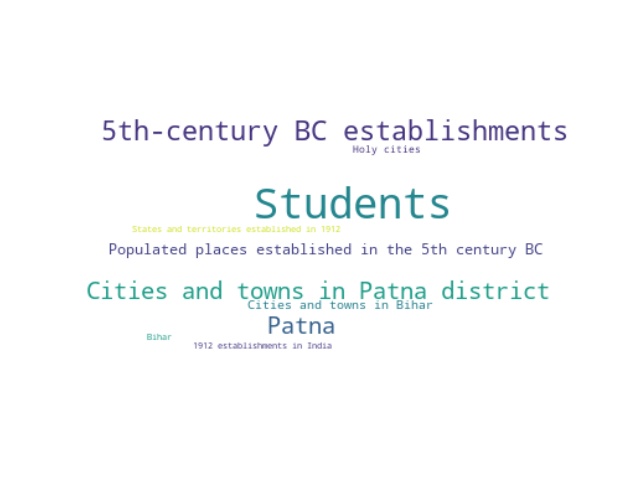 5th-century BC establishments
Holy cities
Students
States and territories established in 1912
Populated places established in the 5th century BC
Cities and towns in Patna district
Cities and towns in Bihar
Patna
Bihar
1912 establishments in India